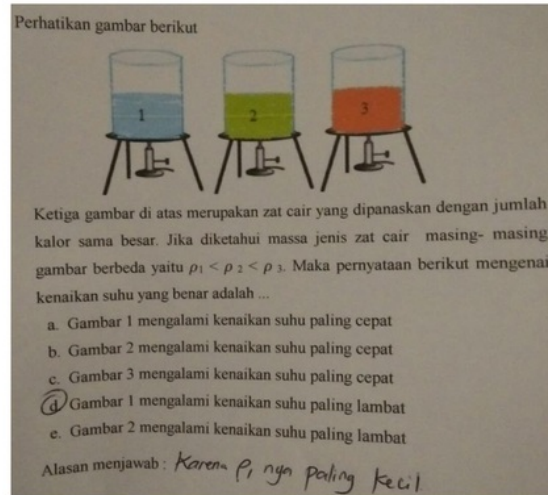 Perhatikan gambar berikut
1 2 3
Ketiga gambar di atas merupakan zat cair yang dipanaskan dengan jumlah
kalor sama besar. Jika diketahui massa jenis zat cair masing- masing
gambar berbeda yaitu ρ₁ < ρ ₂ < ρ ₃. Maka pernyataan berikut mengenai
kenaikan suhu yang benar adalah ...
a. Gambar 1 mengalami kenaikan suhu paling cepat
b. Gambar 2 mengalami kenaikan suhu paling cepat
c. Gambar 3 mengalami kenaikan suhu paling cepat
d. Gambar 1 mengalami kenaikan suhu paling lambat
e. Gambar 2 mengalami kenaikan suhu paling lambat
Alasan menjawab : Karena ρ₁ nya paling kecil